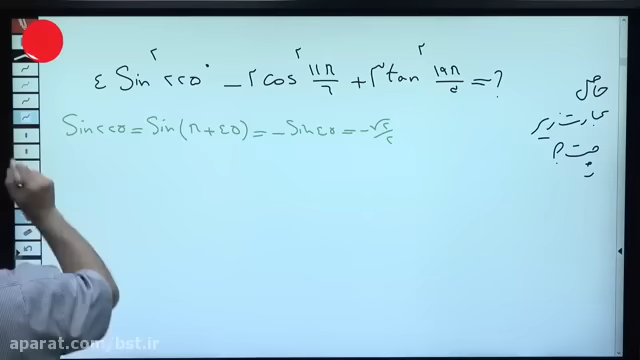 ۴ Sin² ۲۲۵° − ۲ cos² ۱۱π/۶ + ۳ tan² ۱۹π/۴ = ?
حاصل
عبارت زیر
چیست ؟
Sin ۲۲۵ = Sin (π + ۴۵) = − Sin ۴۵ = − √۲/۲
aparat.com/bst.ir